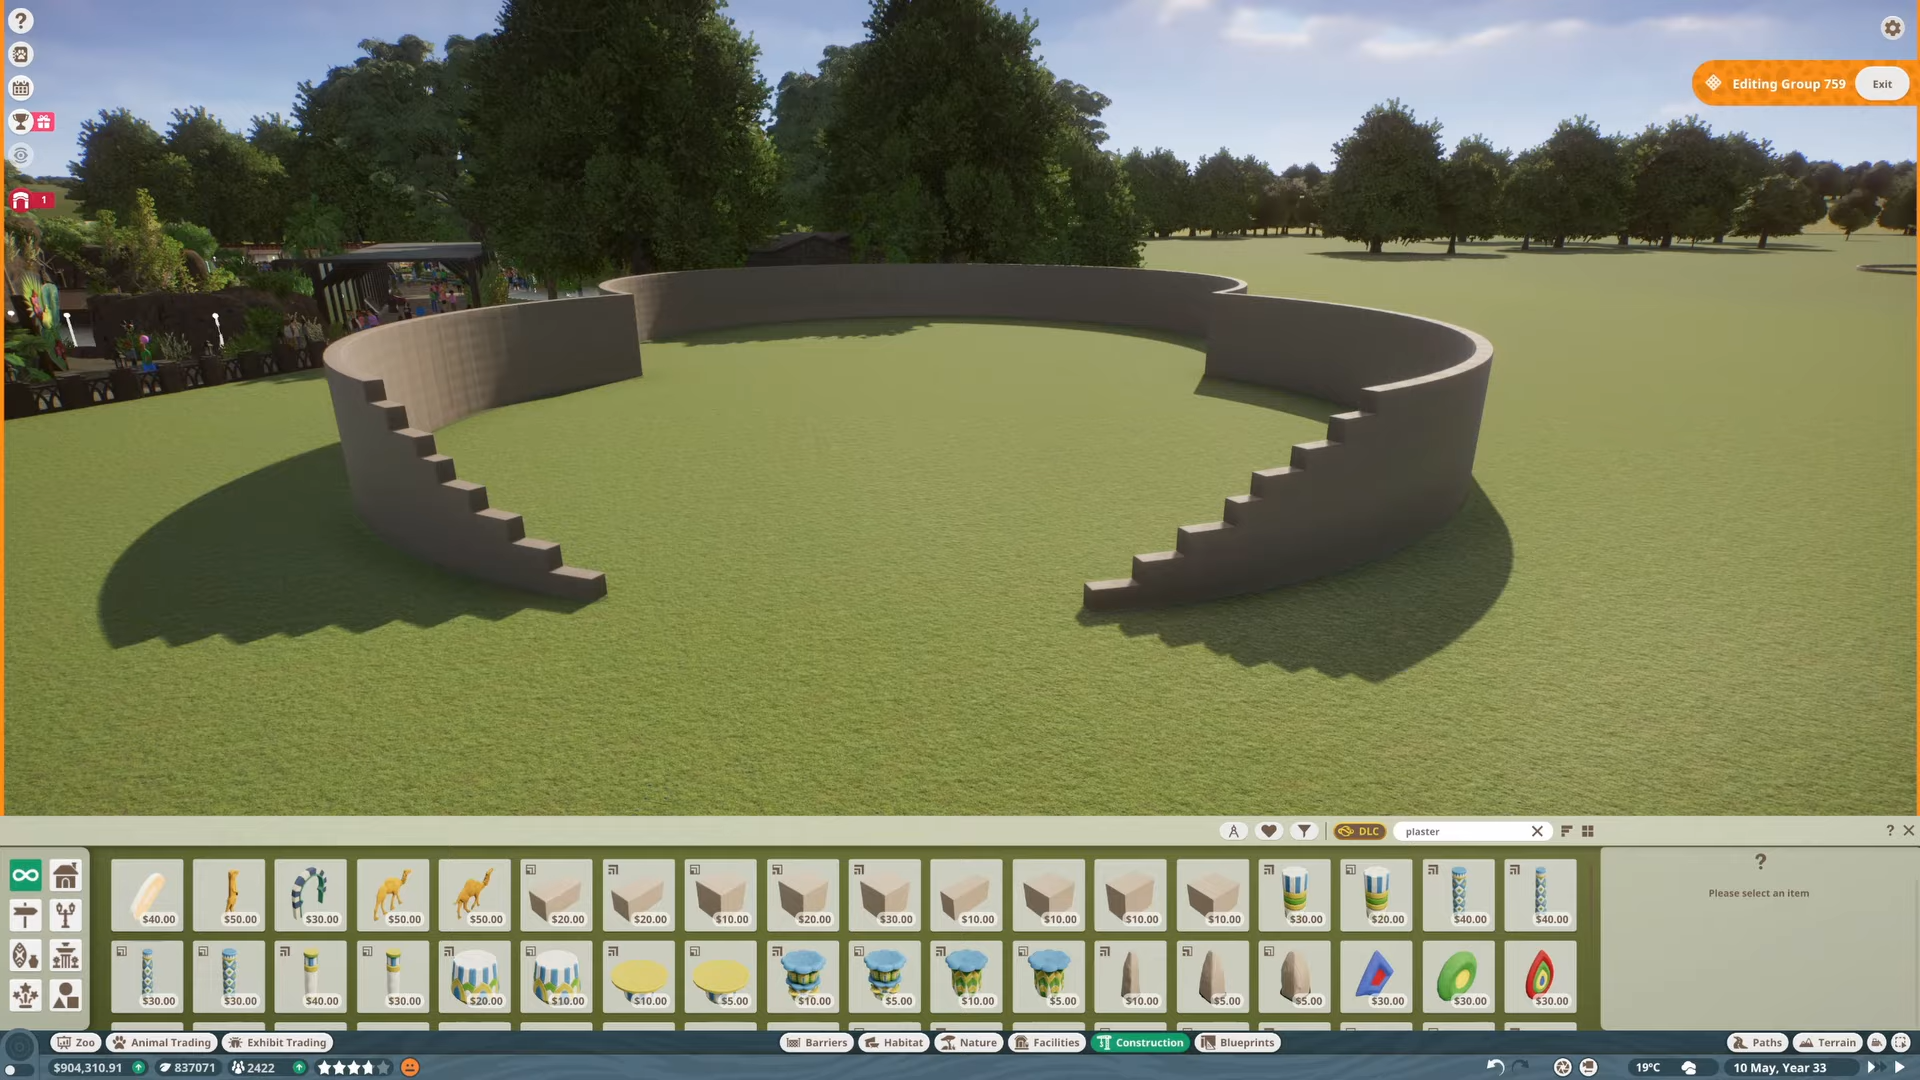 Editing Group 759
Exit
1
DLC
plaster
$40.00
$50.00
$30.00
$50.00
$50.00
$20.00
$20.00
$10.00
$20.00
$30.00
$10.00
$10.00
$10.00
$10.00
$30.00
$20.00
$40.00
$40.00
Please select an item
$30.00
$30.00
$40.00
$30.00
$20.00
$10.00
$10.00
$5.00
$10.00
$5.00
$10.00
$5.00
$10.00
$5.00
$5.00
$30.00
$30.00
$30.00
Zoo
Animal Trading
Exhibit Trading
Barriers
Habitat
Nature
Facilities
Construction
Blueprints
Paths
Terrain
$904,310.91
837071
2422
19°C
10 May, Year 33